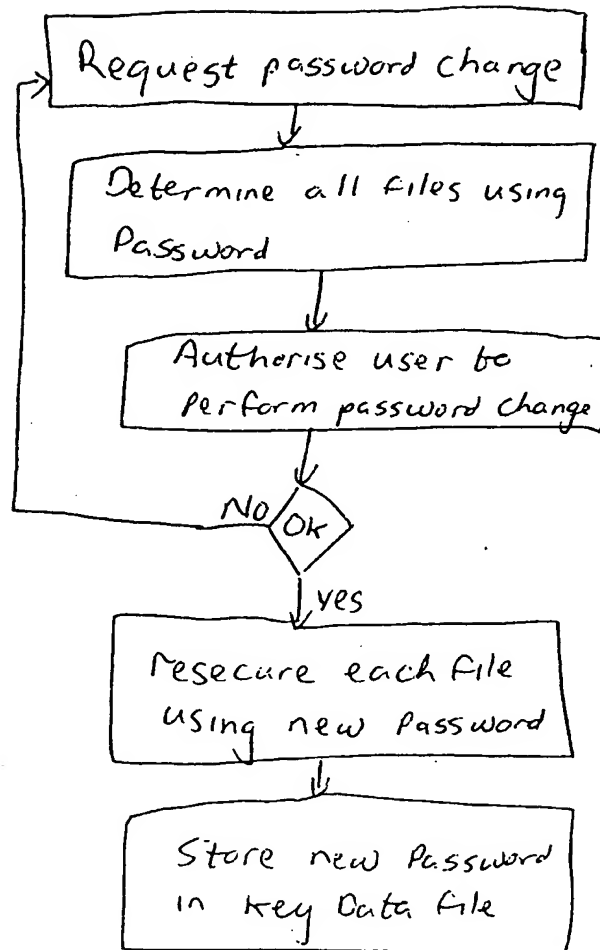 Request password change
Determine all files using
Password
Authorise user to
Perform password change
No
OK
yes
resecure each file
using new Password
Store new Password
in Key Data file